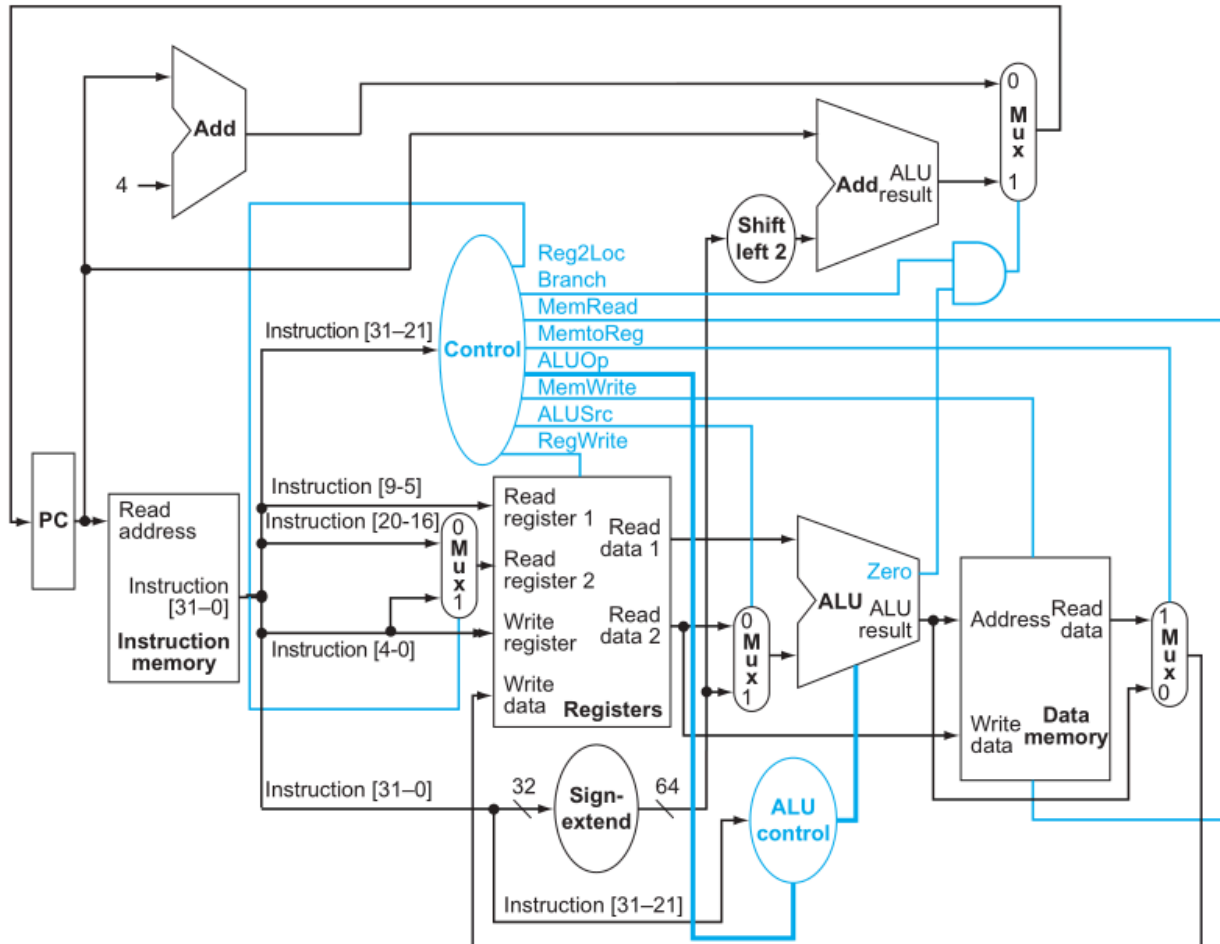 Add
4
0
Mux
1
Add
ALU
result
Shift
left 2
Reg2Loc
Branch
MemRead
MemtoReg
ALUOp
MemWrite
ALUSrc
RegWrite
Control
Instruction [31–21]
PC
Read
address
Instruction
[31–0]
Instruction
memory
Instruction [9-5]
Instruction [20-16]
Instruction [4-0]
0
Mux
1
Read
register 1
Read
register 2
Write
register
Write
data
Read
data 1
Read
data 2
Registers
0
Mux
1
Zero
ALU
ALU
result
Address
Read
data
Write
data
Data
memory
1
Mux
0
Instruction [31–0]
32
Sign-
extend
64
ALU
control
Instruction [31–21]